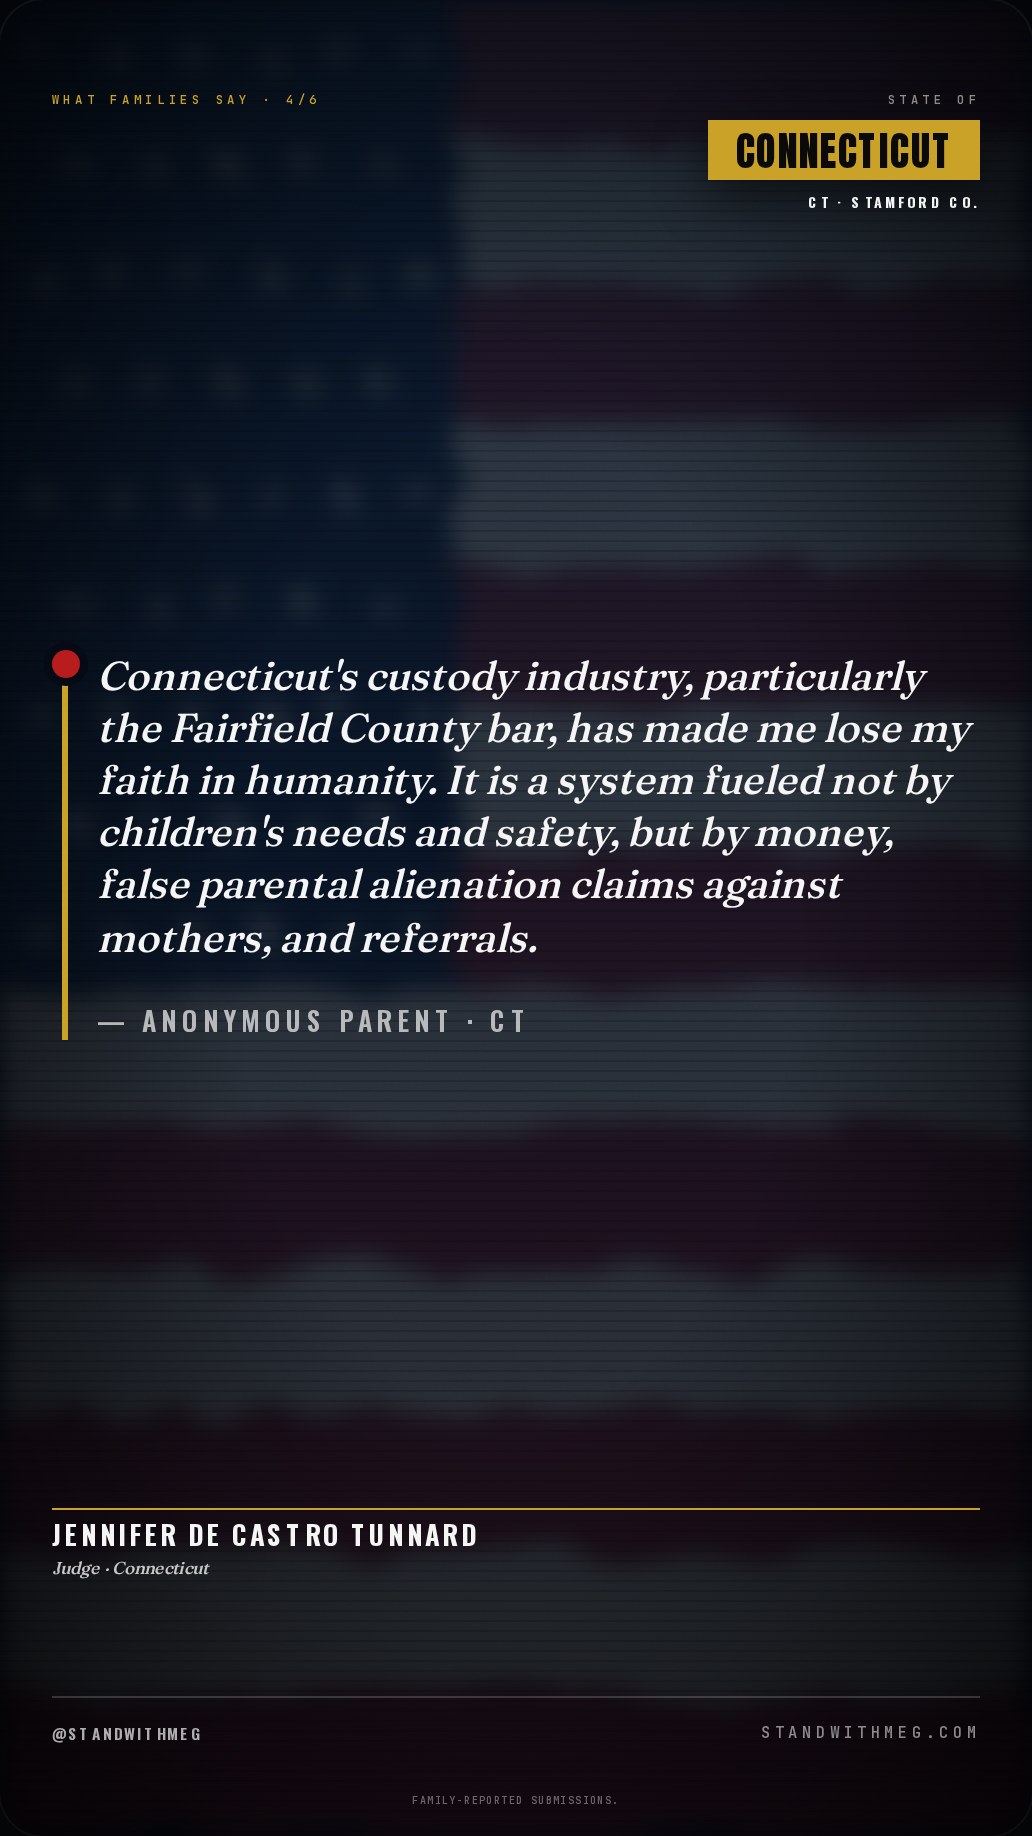 WHAT FAMILIES SAY · 4/6
STATE OF
CONNECTICUT
CT · STAMFORD CO.
Connecticut's custody industry, particularly
the Fairfield County bar, has made me lose my
faith in humanity. It is a system fueled not by
children's needs and safety, but by money,
false parental alienation claims against
mothers, and referrals.
— ANONYMOUS PARENT · CT
JENNIFER DE CASTRO TUNNARD
Judge · Connecticut
@STANDWITHMEG
STANDWITHMEG.COM
FAMILY-REPORTED SUBMISSIONS.